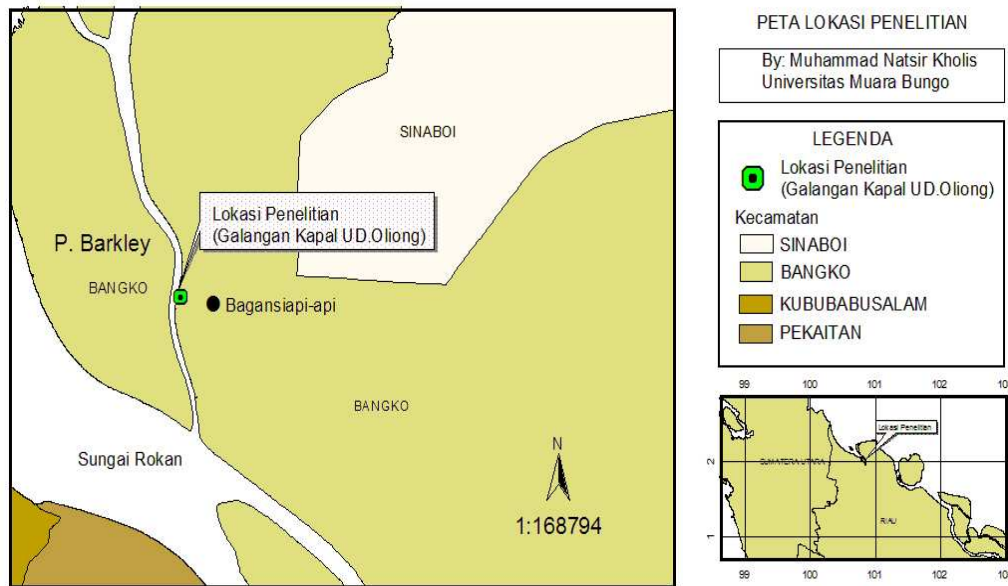 SINABOI
Lokasi Penelitian
(Galangan Kapal UD.Oliong)
P. Barkley
BANGKO
Bagansiapi-api
BANGKO
Sungai Rokan
N
1:168794
PETA LOKASI PENELITIAN
By: Muhammad Natsir Kholis
Universitas Muara Bungo
LEGENDA
Lokasi Penelitian
(Galangan Kapal UD.Oliong)
Kecamatan
SINABOI
BANGKO
KUBUBABUSALAM
PEKAITAN
99 100 101 102
Lokasi Penelitian
2
SUMATERA UTARA
RIAU
1
99 100 101 102